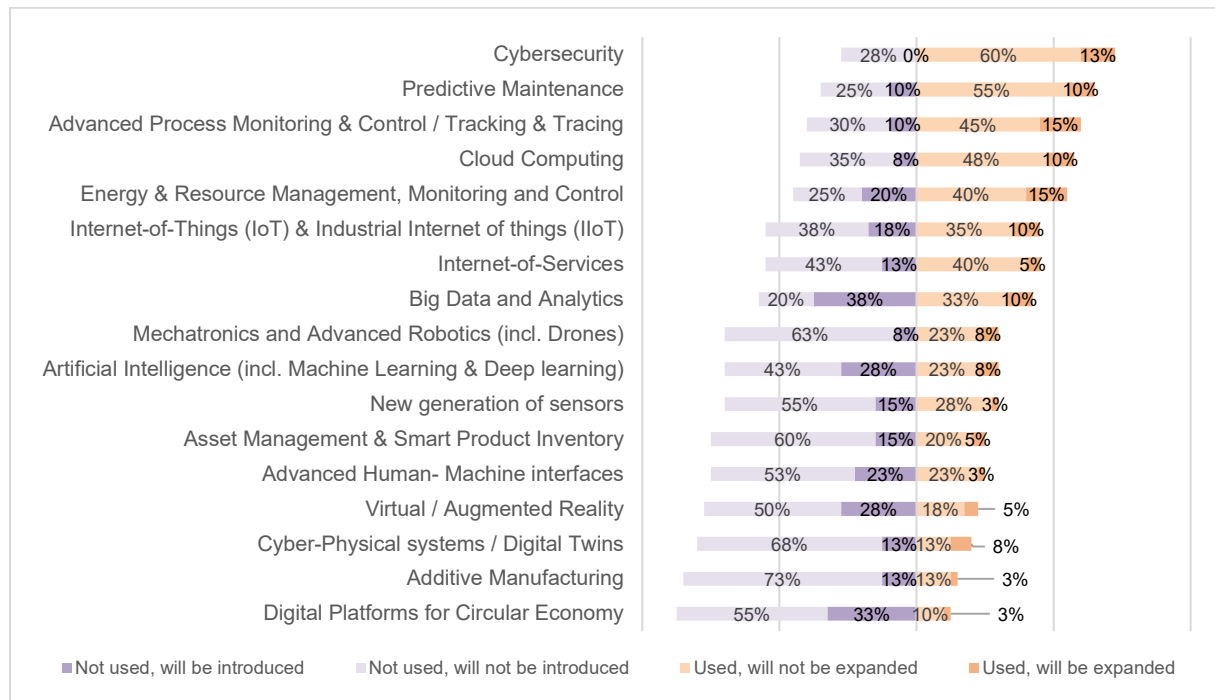 Cybersecurity 28% 0% 60% 13%
Predictive Maintenance 25% 10% 55% 10%
Advanced Process Monitoring & Control / Tracking & Tracing 30% 10% 45% 15%
Cloud Computing 35% 8% 48% 10%
Energy & Resource Management, Monitoring and Control 25% 20% 40% 15%
Internet-of-Things (IoT) & Industrial Internet of things (IIoT) 38% 18% 35% 10%
Internet-of-Services 43% 13% 40% 5%
Big Data and Analytics 20% 38% 33% 10%
Mechatronics and Advanced Robotics (incl. Drones) 63% 8% 23% 8%
Artificial Intelligence (incl. Machine Learning & Deep learning) 43% 28% 23% 8%
New generation of sensors 55% 15% 28% 3%
Asset Management & Smart Product Inventory 60% 15% 20% 5%
Advanced Human- Machine interfaces 53% 23% 23% 3%
Virtual / Augmented Reality 50% 28% 18% 5%
Cyber-Physical systems / Digital Twins 68% 13% 13% 8%
Additive Manufacturing 73% 13% 13% 3%
Digital Platforms for Circular Economy 55% 33% 10% 3%
Not used, will be introduced Not used, will not be introduced Used, will not be expanded Used, will be expanded